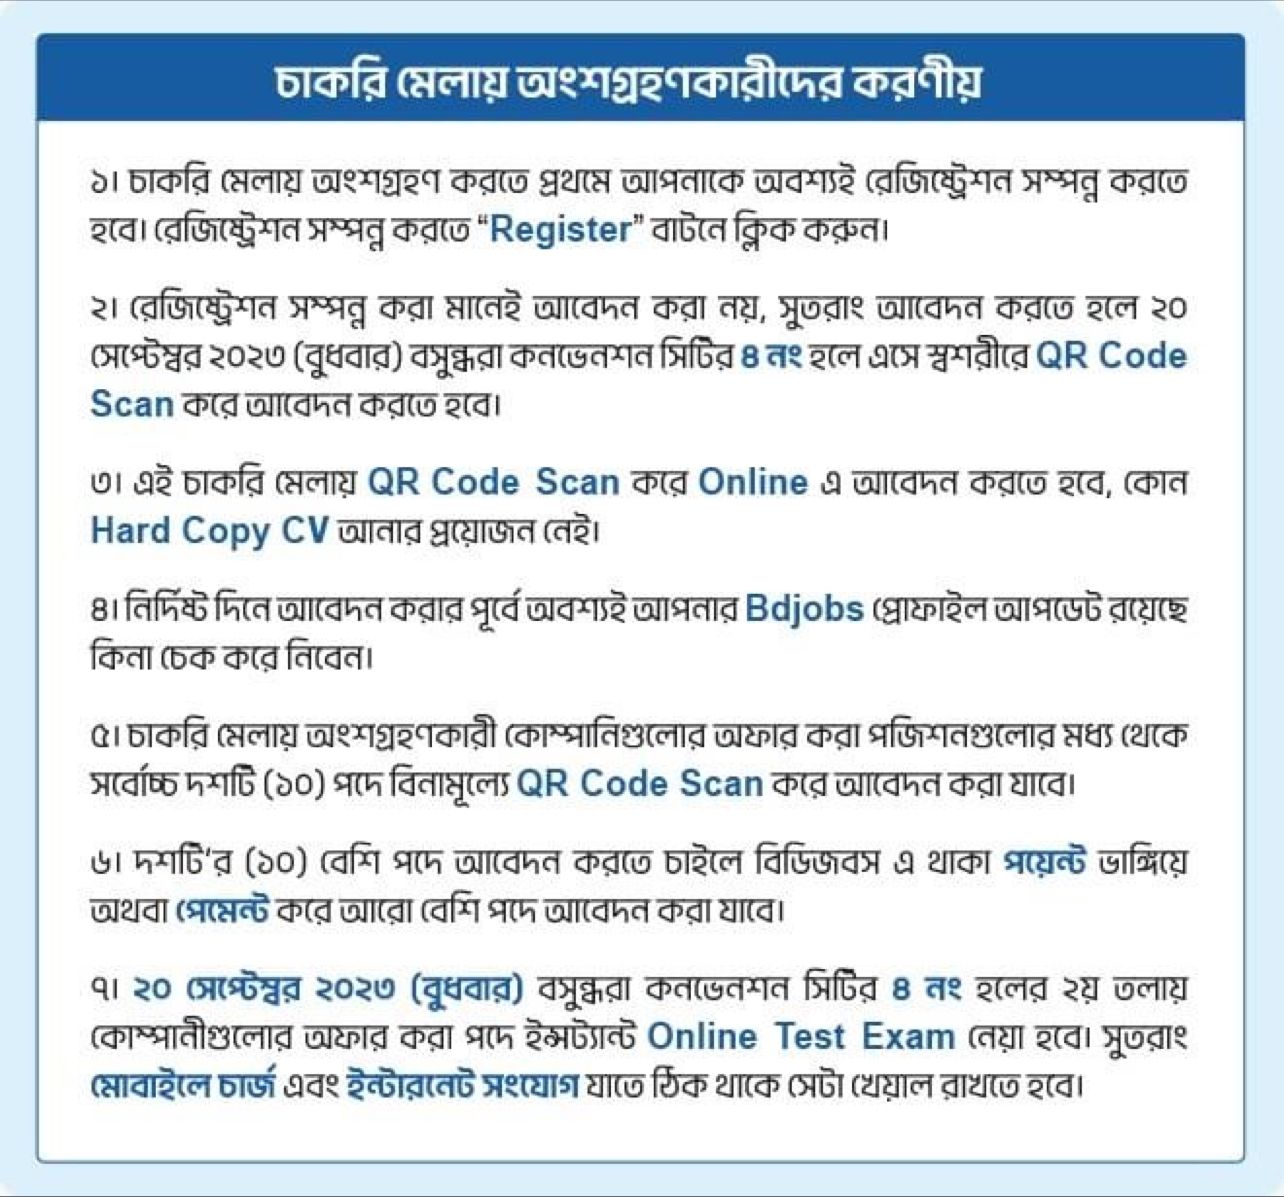 চাকরি মেলায় অংশগ্রহণকারীদের করণীয়
১। চাকরি মেলায় অংশগ্রহণ করতে প্রথমে আপনাকে অবশ্যই রেজিষ্ট্রেশন সম্পন্ন করতে
হবে। রেজিষ্ট্রেশন সম্পন্ন করতে “Register” বাটনে ক্লিক করুন।
২। রেজিষ্ট্রেশন সম্পন্ন করা মানেই আবেদন করা নয়, সুতরাং আবেদন করতে হলে ২০
সেপ্টেম্বর ২০২৩ (বুধবার) বসুন্ধরা কনভেনশন সিটির ৪ নং হলে এসে স্বশরীরে QR Code
Scan করে আবেদন করতে হবে।
৩। এই চাকরি মেলায় QR Code Scan করে Online এ আবেদন করতে হবে, কোন
Hard Copy CV আনার প্রয়োজন নেই।
৪। নির্দিষ্ট দিনে আবেদন করার পূর্বে অবশ্যই আপনার Bdjobs প্রোফাইল আপডেট রয়েছে
কিনা চেক করে নিবেন।
৫। চাকরি মেলায় অংশগ্রহণকারী কোম্পানিগুলোর অফার করা পজিশনগুলোর মধ্য থেকে
সর্বোচ্চ দশটি (১০) পদে বিনামূল্যে QR Code Scan করে আবেদন করা যাবে।
৬। দশটি’র (১০) বেশি পদে আবেদন করতে চাইলে বিডিজবস এ থাকা পয়েন্ট ভাঙ্গিয়ে
অথবা পেমেন্ট করে আরো বেশি পদে আবেদন করা যাবে।
৭। ২০ সেপ্টেম্বর ২০২৩ (বুধবার) বসুন্ধরা কনভেনশন সিটির ৪ নং হলের ২য় তলায়
কোম্পানীগুলোর অফার করা পদে ইন্সট্যান্ট Online Test Exam নেয়া হবে। সুতরাং
মোবাইলে চার্জ এবং ইন্টারনেট সংযোগ যাতে ঠিক থাকে সেটা খেয়াল রাখতে হবে।